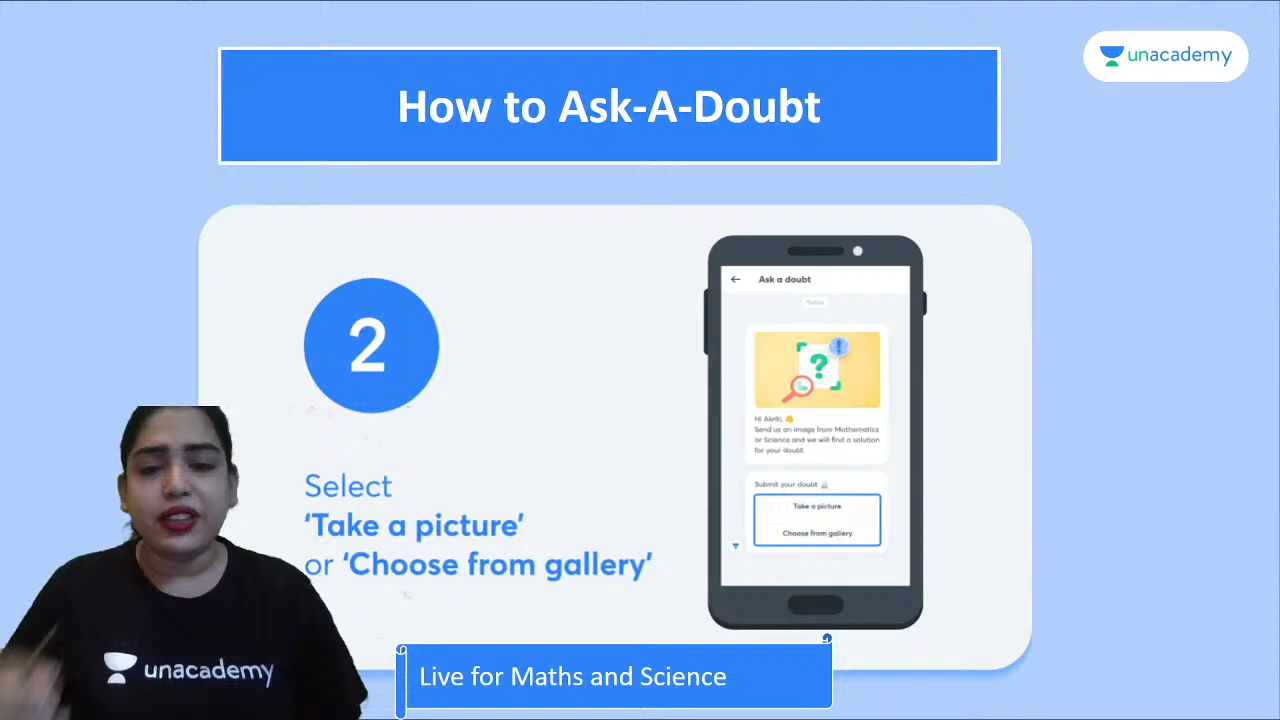 How to Ask-A-Doubt
unacademy
2
Select
‘Take a picture’
or ‘Choose from gallery’
Ask a doubt
Today
Hi Akriti,
Send us an image from Mathematics
or Science and we will find a solution
for your doubt.
Submit your doubt
Take a picture
Choose from gallery
unacademy
Live for Maths and Science